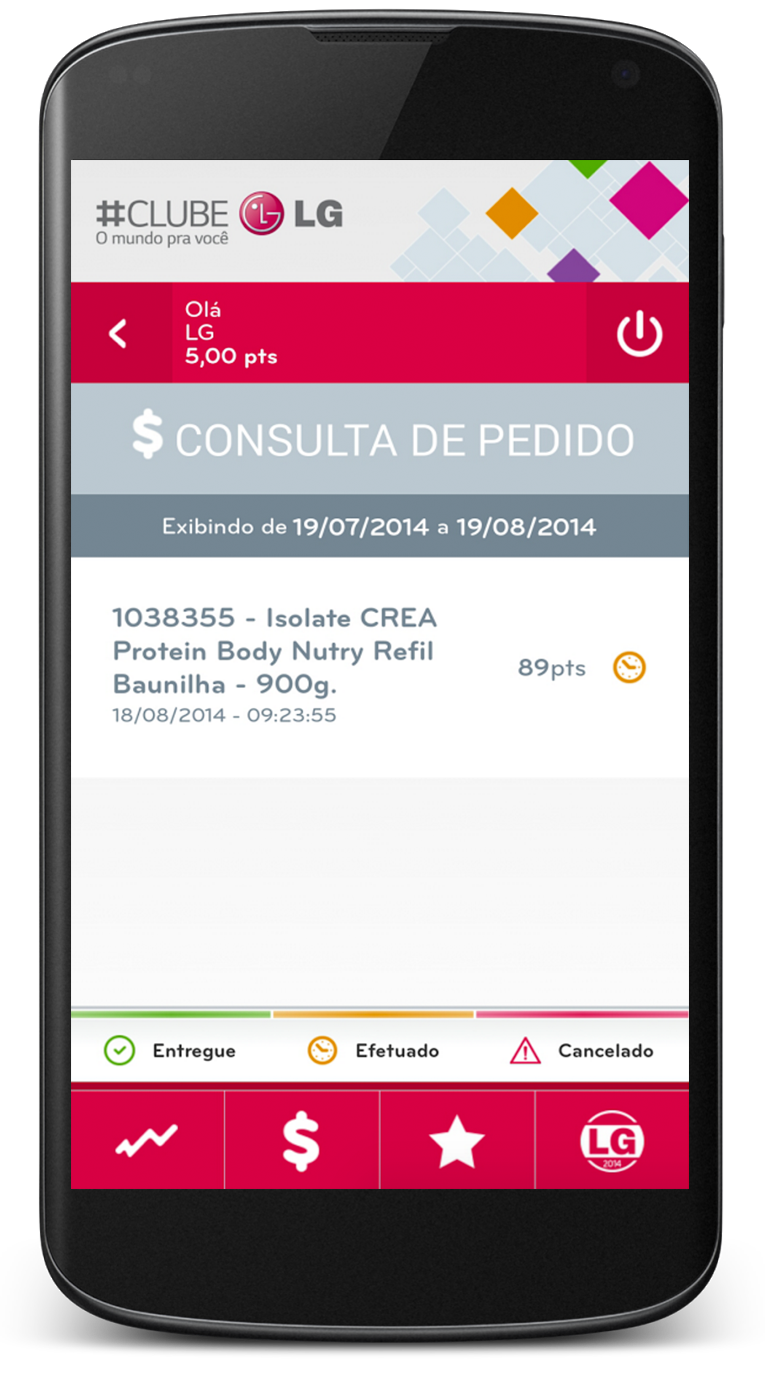 #CLUBE LG LG
O mundo pra você
Olá
LG
5,00 pts
$ CONSULTA DE PEDIDO
Exibindo de 19/07/2014 a 19/08/2014
1038355 - Isolate CREA
Protein Body Nutry Refil
Baunilha - 900g.
18/08/2014 - 09:23:55
89pts
Entregue
Efetuado
Cancelado
$
LG
2014